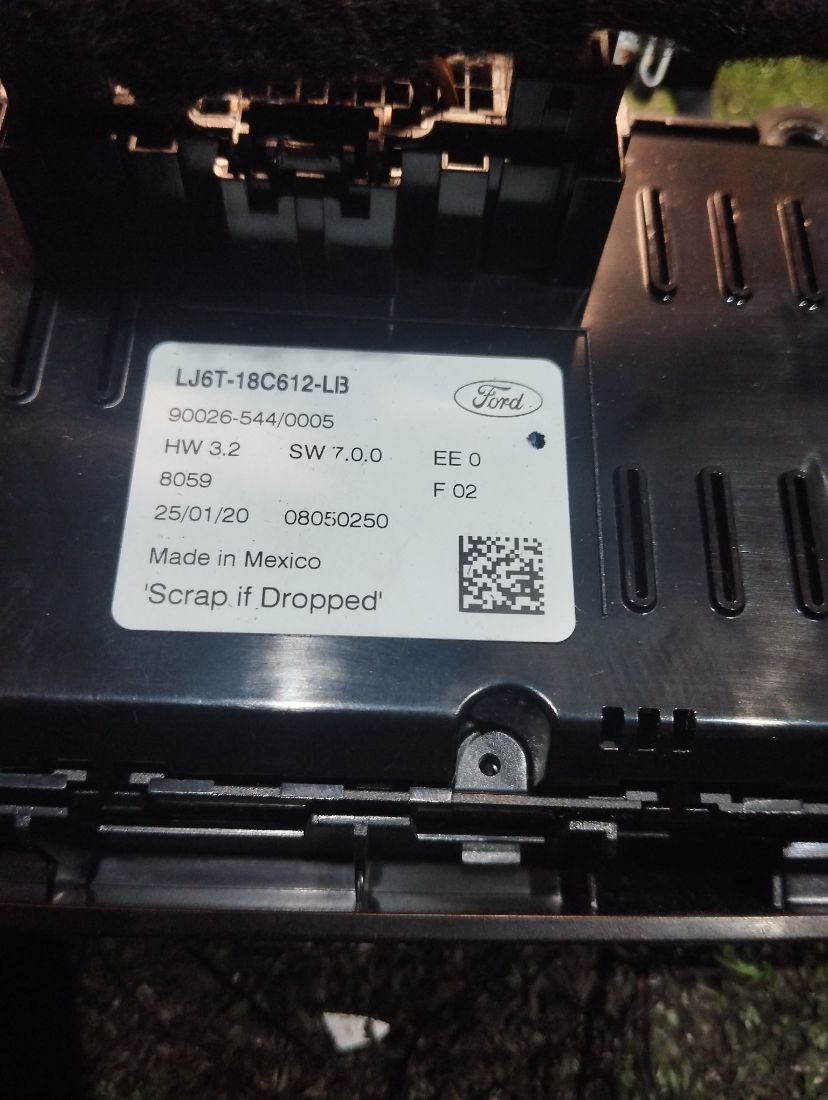 LJ6T-18C612-LB
Ford
90026-544/0005
HW 3.2 SW 7.0.0 EE 0
8059 F 02
25/01/20 08050250
Made in Mexico
'Scrap if Dropped'